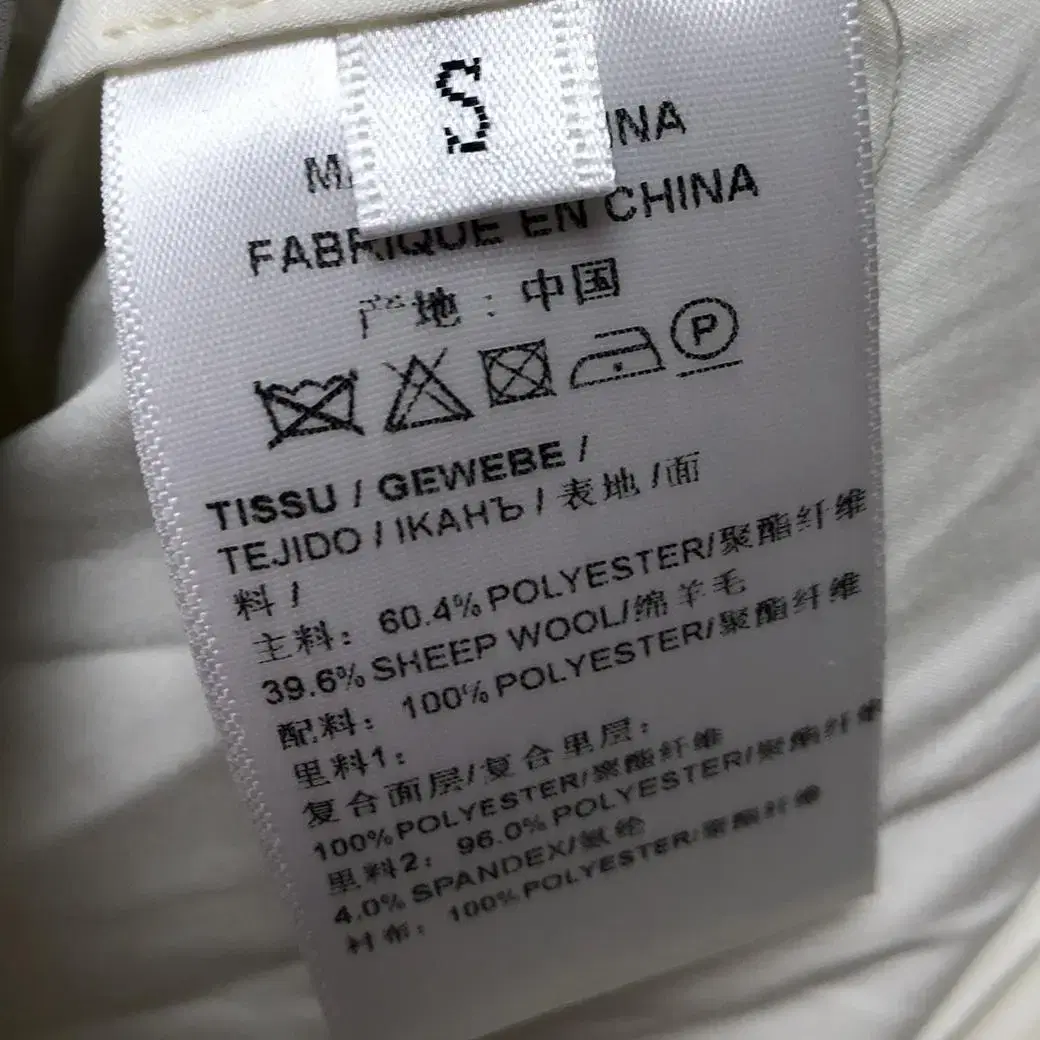 S
INA
FABRIQUE EN CHINA
产地：中国
P
TISSU / GEWEBE /
TEJIDO / ІКАНЪ / 表地 /面
料 /
主料： 60.4% POLYESTER/聚酯纤维
39.6% SHEEP WOOL/绵羊毛
配料： 100% POLYESTER/聚酯纤维
里料1：
复合面层/复合里层：
100% POLYESTER/聚酯纤维
里料2： 96.0% POLYESTER/聚酯纤维
4.0% SPANDEX/氨纶
衬布： 100% POLYESTER/聚酯纤维